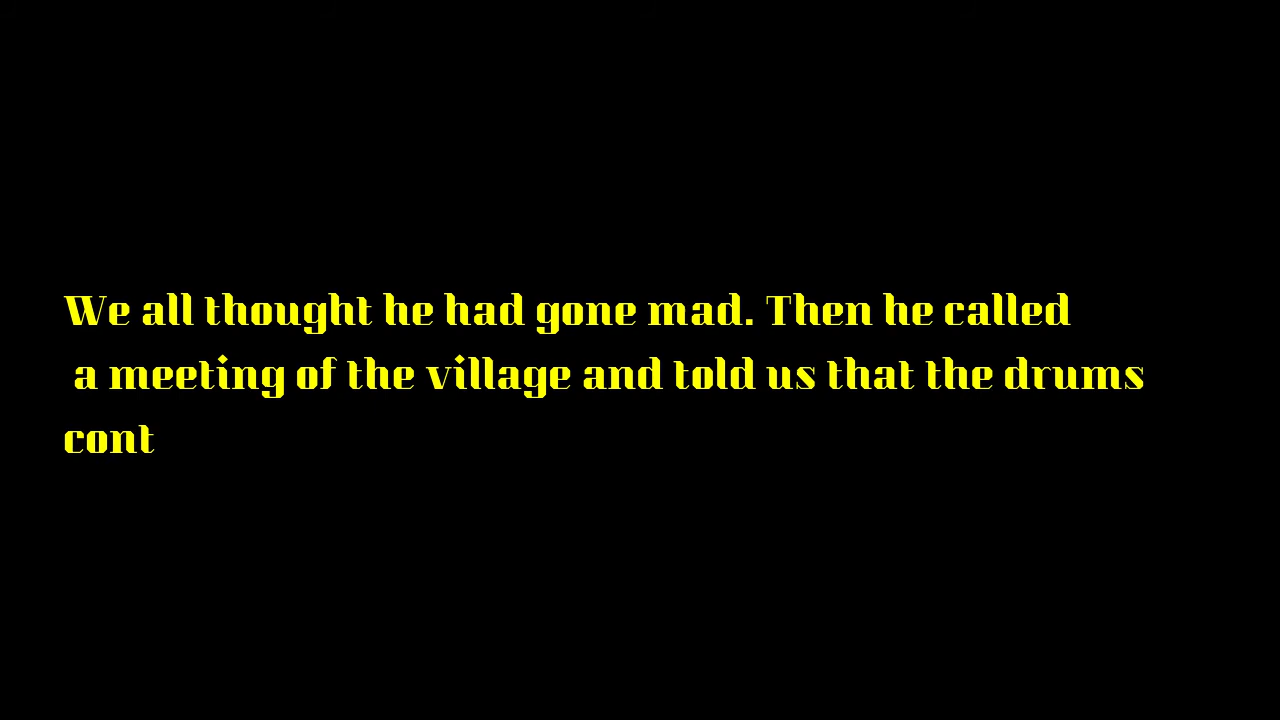 We all thought he had gone mad. Then he called
a meeting of the village and told us that the drums
cont